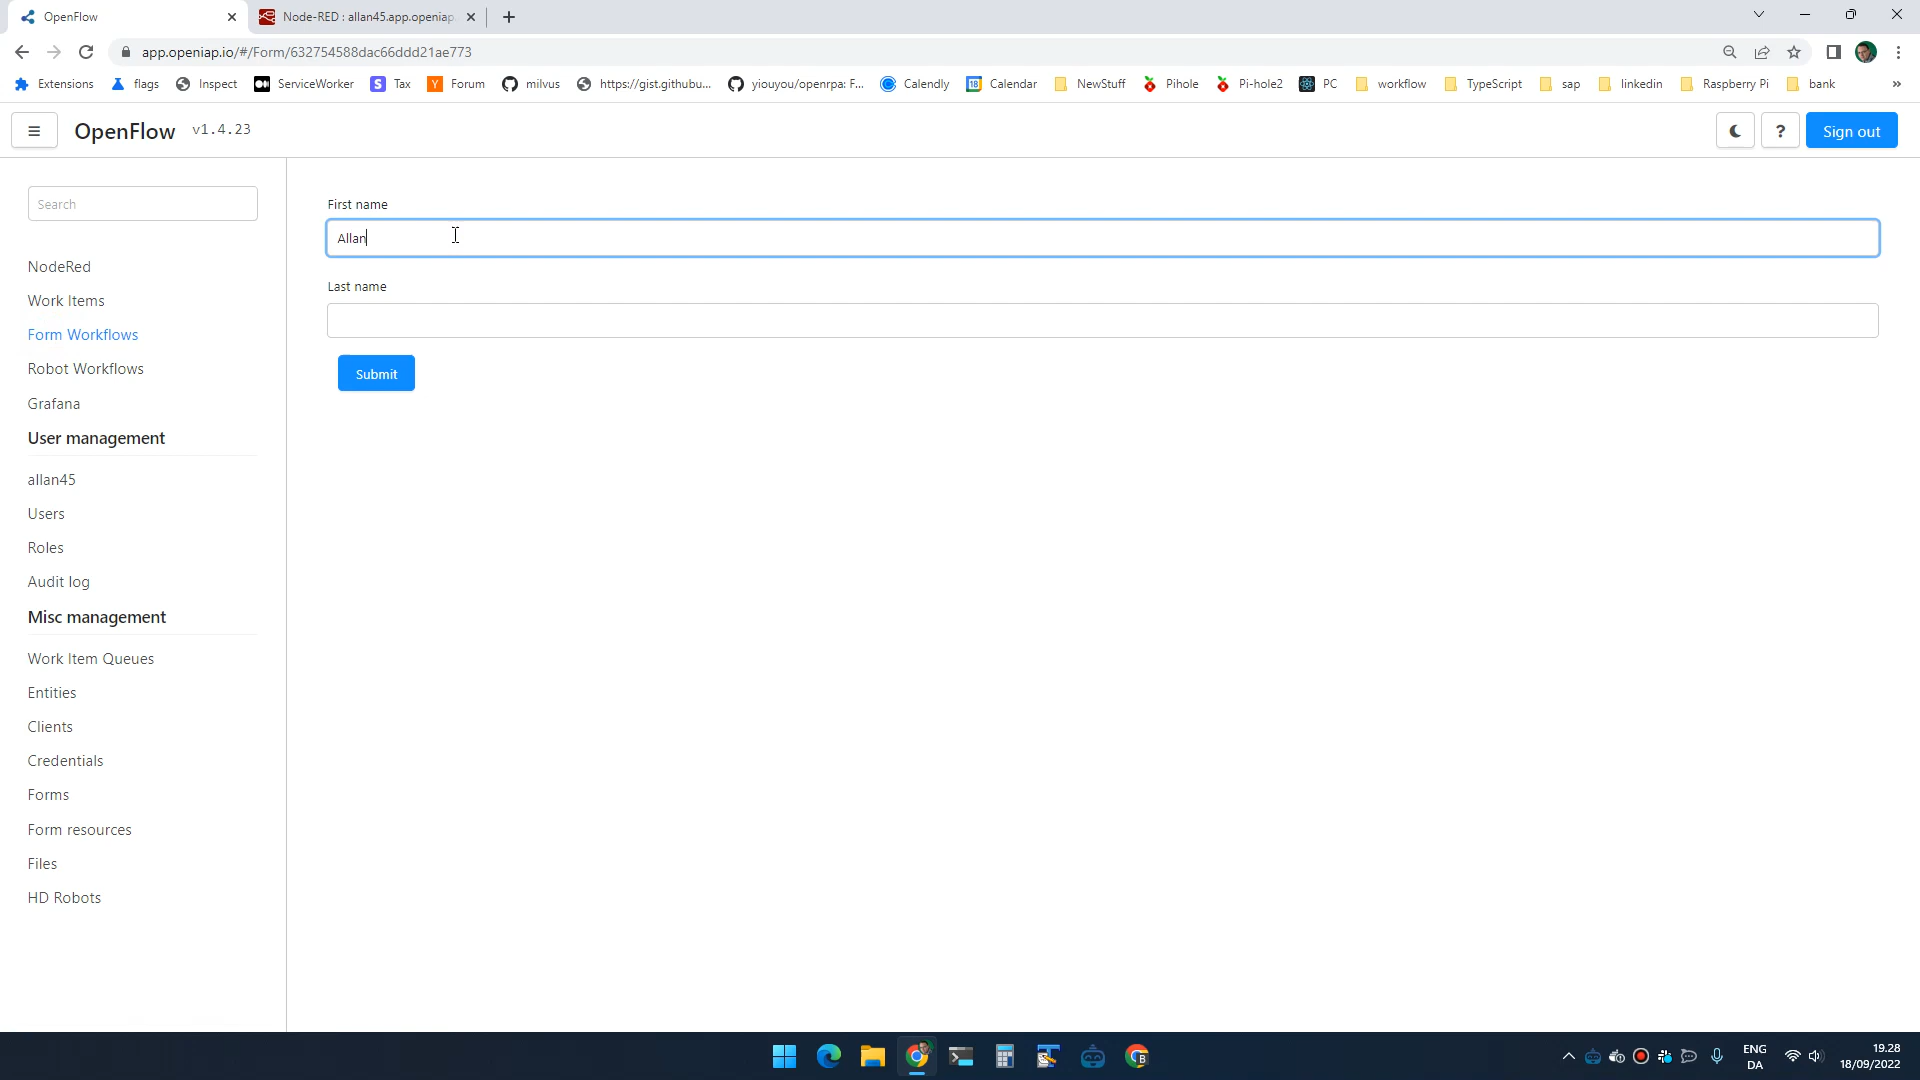 OpenFlow
Node-RED : allan45.app.openiap.
app.openiap.io/#/Form/632754588dac66ddd21ae773
Extensions
flags
Inspect
ServiceWorker
Tax
Forum
milvus
https://gist.githubu...
yiouyou/openrpa: F...
Calendly
Calendar
NewStuff
Pihole
Pi-hole2
PC
workflow
TypeScript
sap
linkedin
Raspberry Pi
bank
»
OpenFlow v1.4.23
?
Sign out
Search
NodeRed
Work Items
Form Workflows
Robot Workflows
Grafana
User management
allan45
Users
Roles
Audit log
Misc management
Work Item Queues
Entities
Clients
Credentials
Forms
Form resources
Files
HD Robots
First name
Allan
Last name
Submit
ENG
DA
19.28
18/09/2022